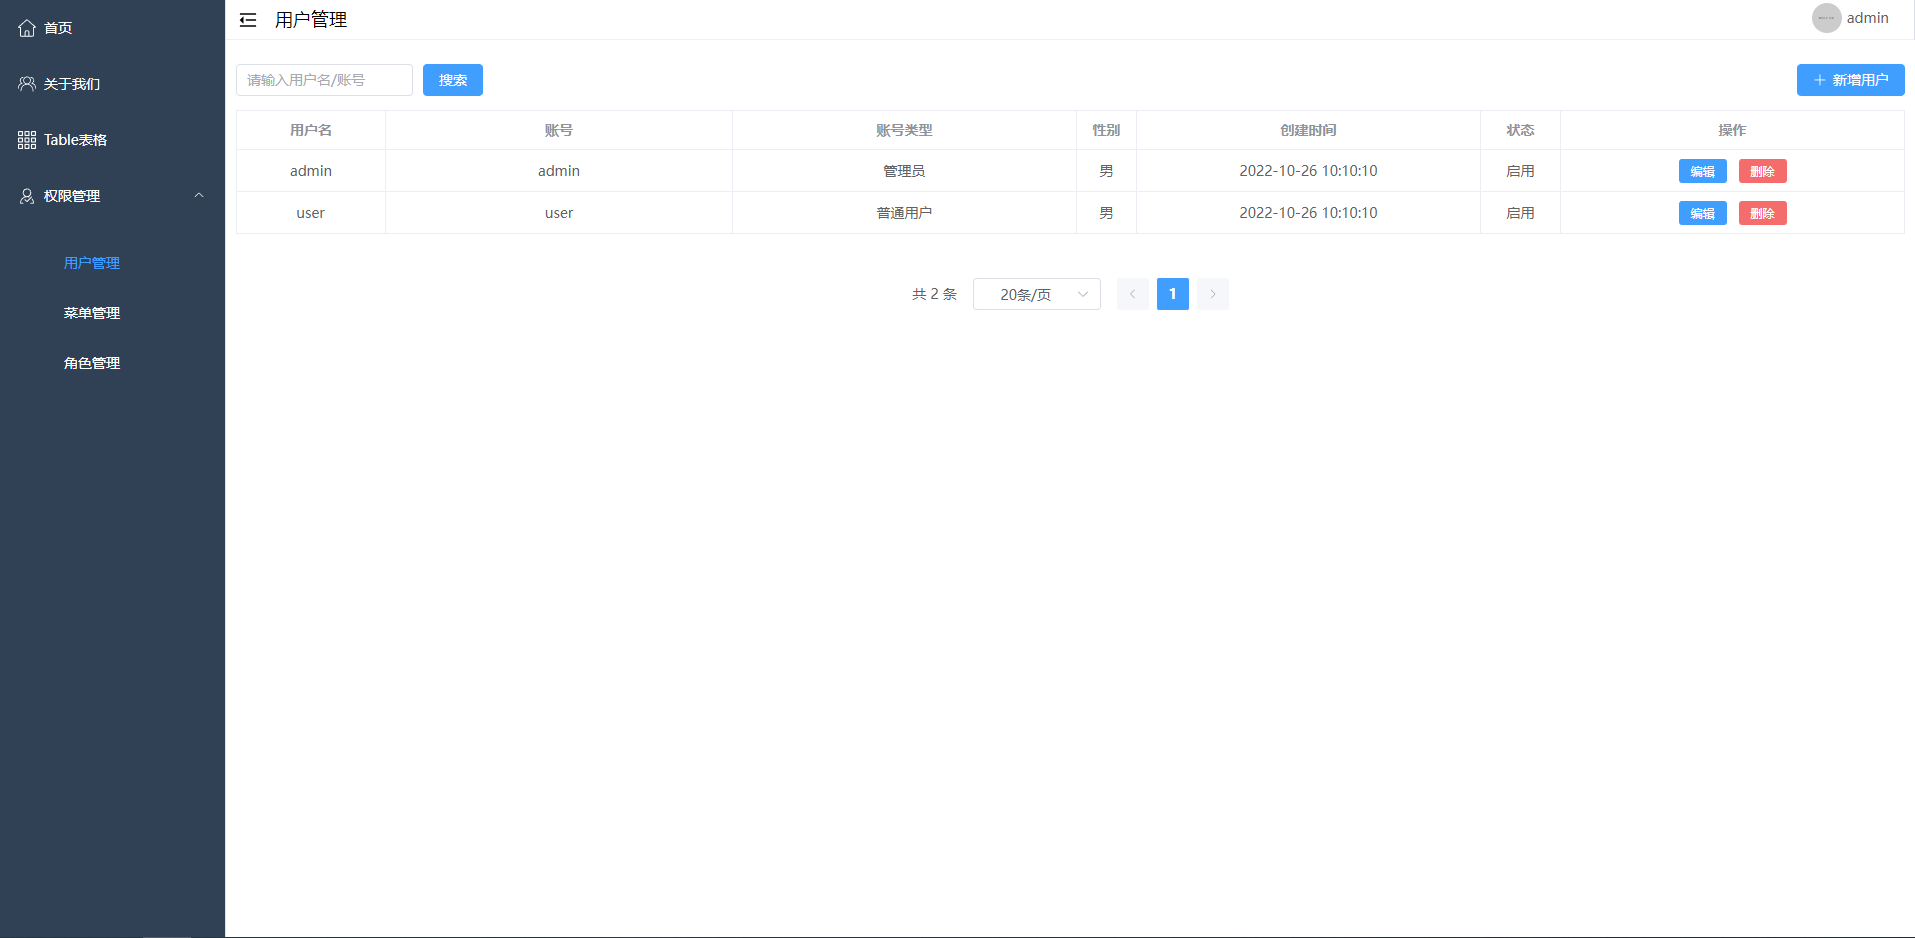 首页
关于我们
Table表格
权限管理
用户管理
菜单管理
角色管理
用户管理
admin
请输入用户名/账号 搜索 新增用户
用户名 账号 账号类型 性别 创建时间 状态 操作
admin admin 管理员 男 2022-10-26 10:10:10 启用 编辑 删除
user user 普通用户 男 2022-10-26 10:10:10 启用 编辑 删除
共 2 条 20条/页 1